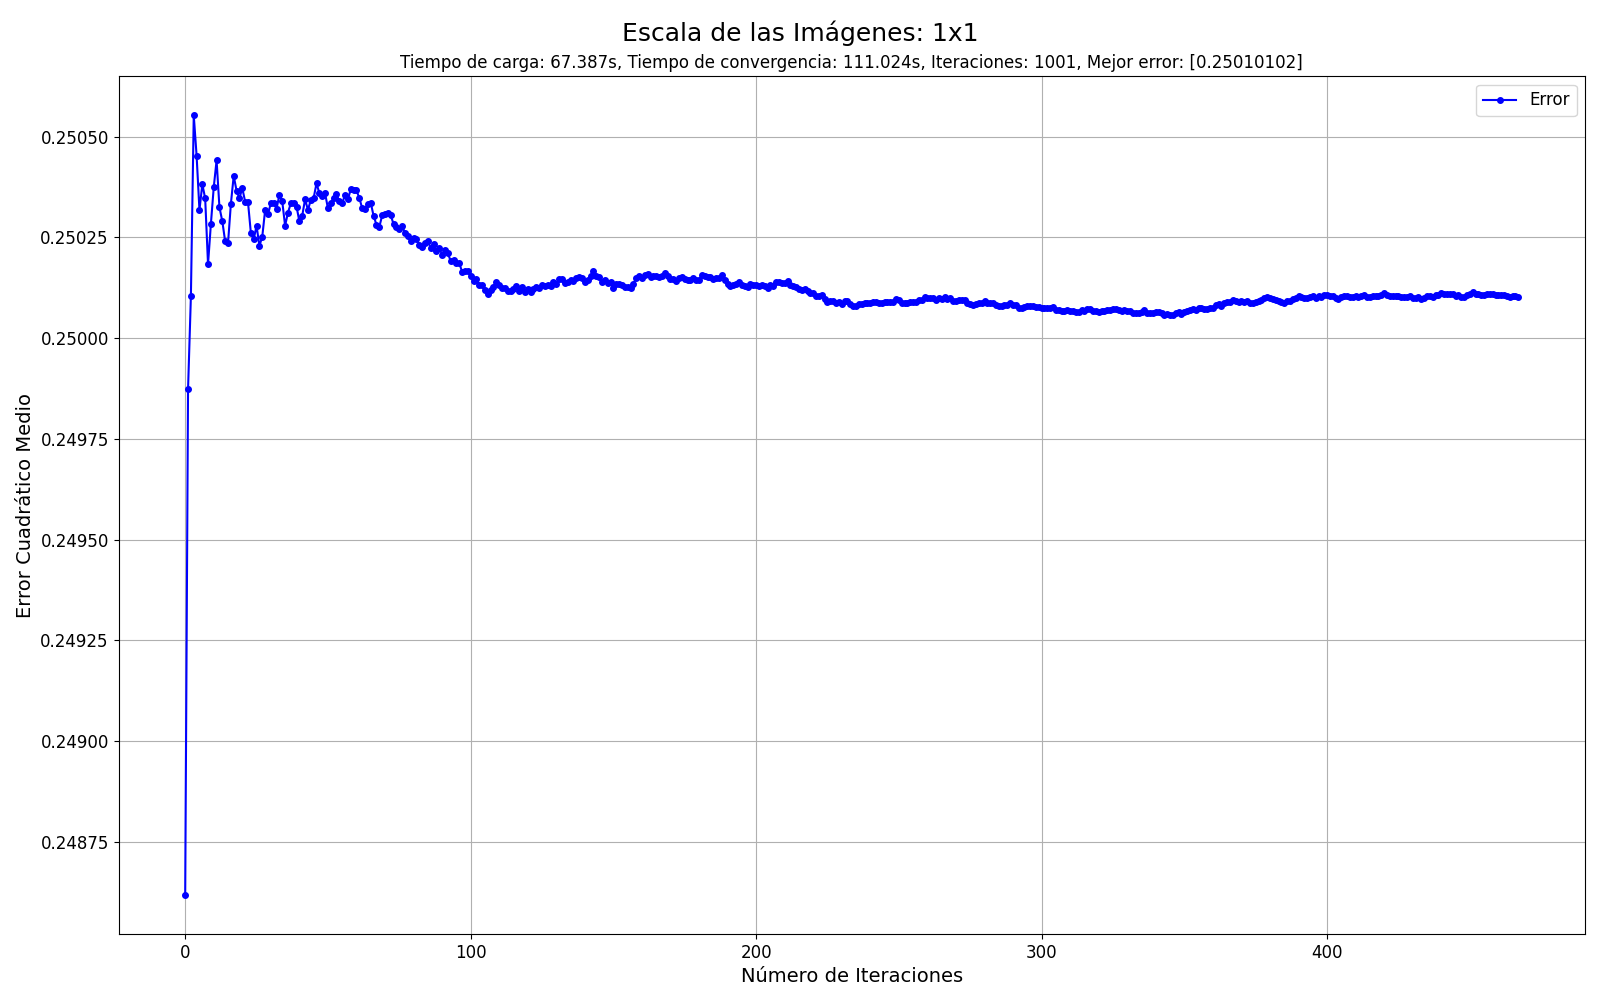 Escala de las Imágenes: 1x1
Tiempo de carga: 67.387s, Tiempo de convergencia: 111.024s, Iteraciones: 1001, Mejor error: [0.25010102]
Error
0.25050
0.25025
0.25000
0.24975
0.24950
0.24925
0.24900
0.24875
Error Cuadrático Medio
0
100
200
300
400
Número de Iteraciones